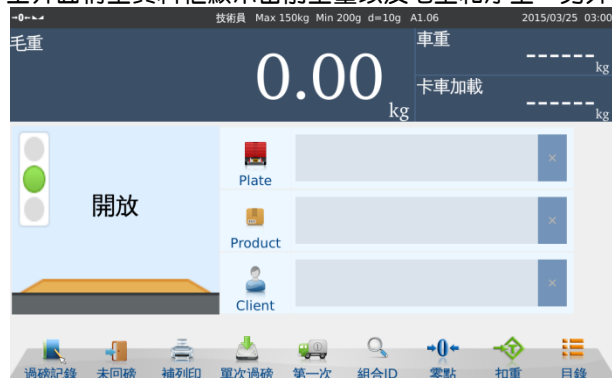 →0← 技術員 Max 150kg Min 200g d=10g A1.06 2015/03/25 03:00
毛重
0.00 kg
車重
------ kg
卡車加載
------ kg
開放
Plate
×
Product
×
Client
×
過磅記錄 未回磅 補列印 單次過磅 第一次 組合ID 零點 扣重 目錄